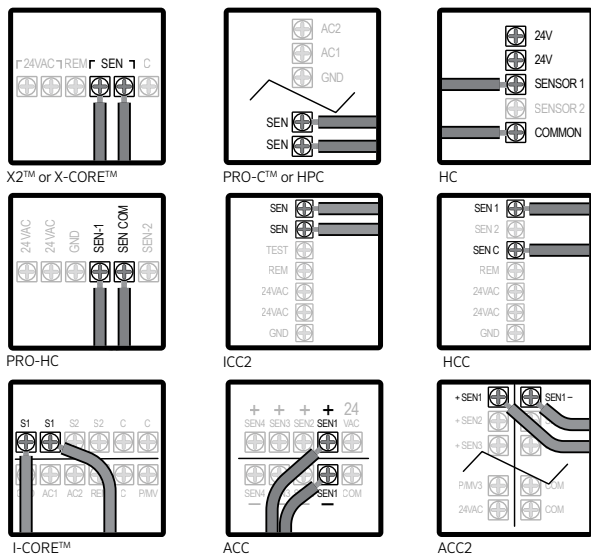 24VAC REM SEN C
X2™ or X-CORE™
AC2
AC1
GND
SEN
SEN
PRO-C™ or HPC
24V
24V
SENSOR 1
SENSOR 2
COMMON
HC
24 VAC 24 VAC GND SEN-1 SEN COM SEN-2
PRO-HC
SEN
SEN
TEST
REM
24VAC
24VAC
GND
ICC2
SEN 1
SEN 2
SEN C
REM
24VAC
24VAC
GND
HCC
S1 S1 S2 S2 C C
AC1 AC2 C P/MV
I-CORE™
+ + + + 24
SEN4 SEN3 SEN2 SEN1 VAC
SEN4 SEN1 COM
− −
ACC
+ SEN1 SEN1 −
+ SEN2
+ SEN3
P/MV3 COM
24VAC COM
ACC2